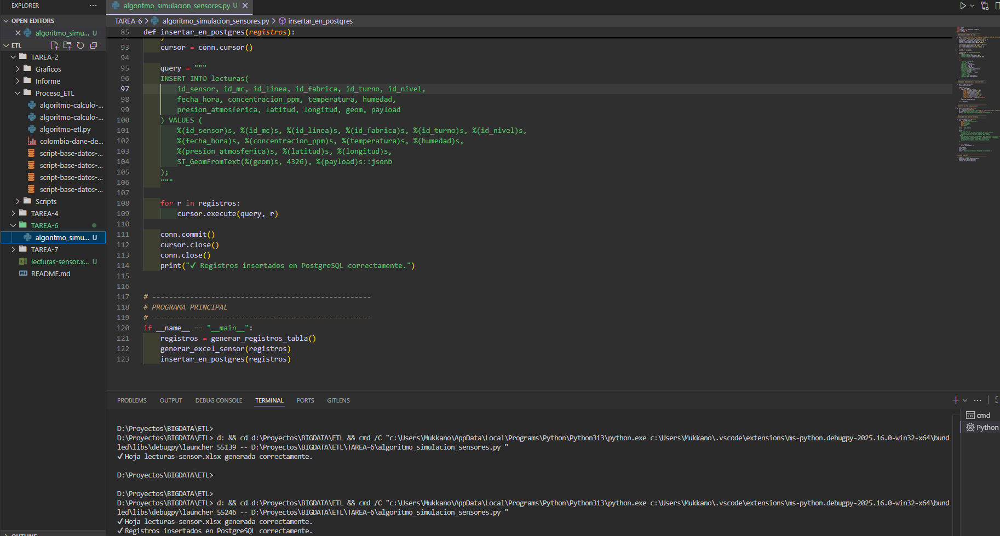 EXPLORER
OPEN EDITORS
algoritmo_simu... U
ETL
TAREA-2
Graficos
Informe
Proceso_ETL
algoritmo-calculo-...
algoritmo-calculo-...
algoritmo-etl.py
colombia-dane-de...
script-base-datos-...
script-base-datos-...
script-base-datos-...
script-base-datos-...
Scripts
TAREA-4
TAREA-6
algoritmo_simu... U
TAREA-7
lecturas-sensor.x... U
README.md
algoritmo_simulacion_sensores.py U
TAREA-6 > algoritmo_simulacion_sensores.py > insertar_en_postgres
85 def insertar_en_postgres(registros):
93 cursor = conn.cursor()
94
95 query = """
96 INSERT INTO lecturas(
97 id_sensor, id_mc, id_linea, id_fabrica, id_turno, id_nivel,
98 fecha_hora, concentracion_ppm, temperatura, humedad,
99 presion_atmosferica, latitud, longitud, geom, payload
100 ) VALUES (
101 %(id_sensor)s, %(id_mc)s, %(id_linea)s, %(id_fabrica)s, %(id_turno)s, %(id_nivel)s,
102 %(fecha_hora)s, %(concentracion_ppm)s, %(temperatura)s, %(humedad)s,
103 %(presion_atmosferica)s, %(latitud)s, %(longitud)s,
104 ST_GeomFromText(%(geom)s, 4326), %(payload)s::jsonb
105 );
106 """
107
108 for r in registros:
109 cursor.execute(query, r)
110
111 conn.commit()
112 cursor.close()
113 conn.close()
114 print("✔ Registros insertados en PostgreSQL correctamente.")
115
116
117 # ----------------------------------------------------
118 # PROGRAMA PRINCIPAL
119 # ----------------------------------------------------
120 if __name__ == "__main__":
121 registros = generar_registros_tabla()
122 generar_excel_sensor(registros)
123 insertar_en_postgres(registros)
PROBLEMS OUTPUT DEBUG CONSOLE TERMINAL PORTS GITLENS
D:\Proyectos\BIGDATA\ETL>
D:\Proyectos\BIGDATA\ETL> d: && cd d:\Proyectos\BIGDATA\ETL && cmd /C "c:\Users\Mukkano\AppData\Local\Programs\Python\Python313\python.exe c:\Users\Mukkano\.vscode\extensions\ms-python.debugpy-2025.16.0-win32-x64\bund
led\libs\debugpy\launcher 55139 -- D:\Proyectos\BIGDATA\ETL\TAREA-6\algoritmo_simulacion_sensores.py "
✔ Hoja lecturas-sensor.xlsx generada correctamente.
D:\Proyectos\BIGDATA\ETL>
D:\Proyectos\BIGDATA\ETL>
D:\Proyectos\BIGDATA\ETL> d: && cd d:\Proyectos\BIGDATA\ETL && cmd /C "c:\Users\Mukkano\AppData\Local\Programs\Python\Python313\python.exe c:\Users\Mukkano\.vscode\extensions\ms-python.debugpy-2025.16.0-win32-x64\bund
led\libs\debugpy\launcher 55246 -- D:\Proyectos\BIGDATA\ETL\TAREA-6\algoritmo_simulacion_sensores.py "
✔ Hoja lecturas-sensor.xlsx generada correctamente.
✔ Registros insertados en PostgreSQL correctamente.
cmd
Python
OUTLINE